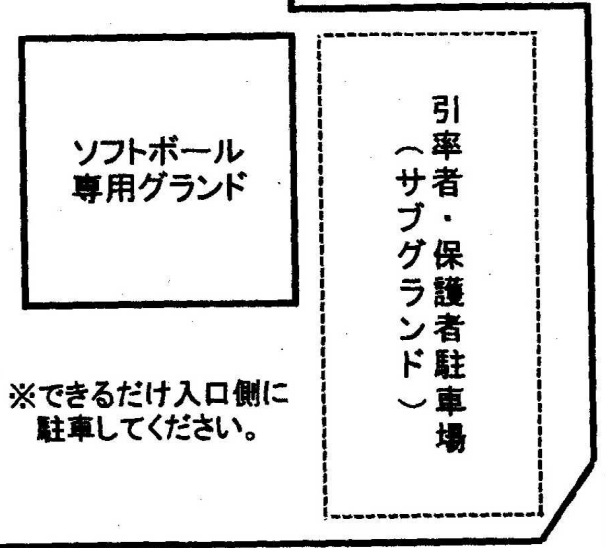 ソフトボール
専用グランド
引率者・保護者駐車場
（サブグランド）
※できるだけ入口側に
駐車してください。